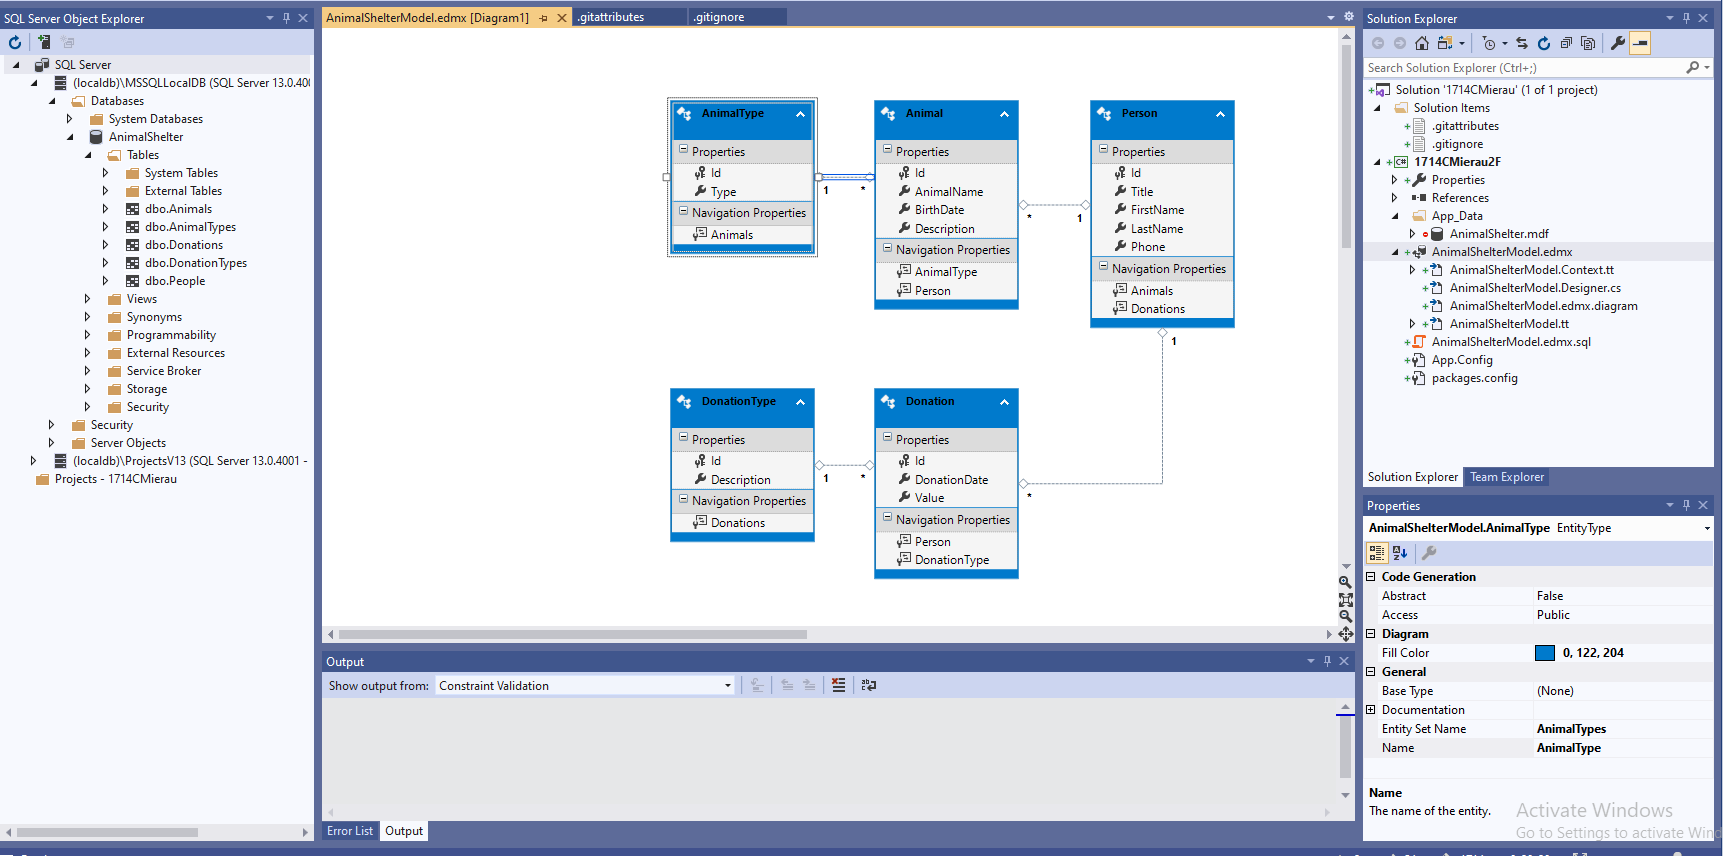 SQL Server Object Explorer
SQL Server
(localdb)\MSSQLLocalDB (SQL Server 13.0.400
Databases
System Databases
AnimalShelter
Tables
System Tables
External Tables
dbo.Animals
dbo.AnimalTypes
dbo.Donations
dbo.DonationTypes
dbo.People
Views
Synonyms
Programmability
External Resources
Service Broker
Storage
Security
Security
Server Objects
(localdb)\ProjectsV13 (SQL Server 13.0.4001 -
Projects - 1714CMierau
AnimalShelterModel.edmx [Diagram1]
.gitattributes
.gitignore
AnimalType
Properties
Id
Type
Navigation Properties
Animals
1
*
Animal
Properties
Id
AnimalName
BirthDate
Description
Navigation Properties
AnimalType
Person
*
1
Person
Properties
Id
Title
FirstName
LastName
Phone
Navigation Properties
Animals
Donations
1
DonationType
Properties
Id
Description
Navigation Properties
Donations
1
*
Donation
Properties
Id
DonationDate
Value
Navigation Properties
Person
DonationType
*
Output
Show output from: Constraint Validation
Error List
Output
Solution Explorer
Search Solution Explorer (Ctrl+;)
Solution '1714CMierau' (1 of 1 project)
Solution Items
.gitattributes
.gitignore
C# 1714CMierau2F
Properties
References
App_Data
AnimalShelter.mdf
AnimalShelterModel.edmx
AnimalShelterModel.Context.tt
AnimalShelterModel.Designer.cs
AnimalShelterModel.edmx.diagram
AnimalShelterModel.tt
AnimalShelterModel.edmx.sql
App.Config
packages.config
Solution Explorer
Team Explorer
Properties
AnimalShelterModel.AnimalType EntityType
Code Generation
Abstract False
Access Public
Diagram
Fill Color 0, 122, 204
General
Base Type (None)
Documentation
Entity Set Name AnimalTypes
Name AnimalType
Name
The name of the entity.
Activate Windows
Go to Settings to activate Wind